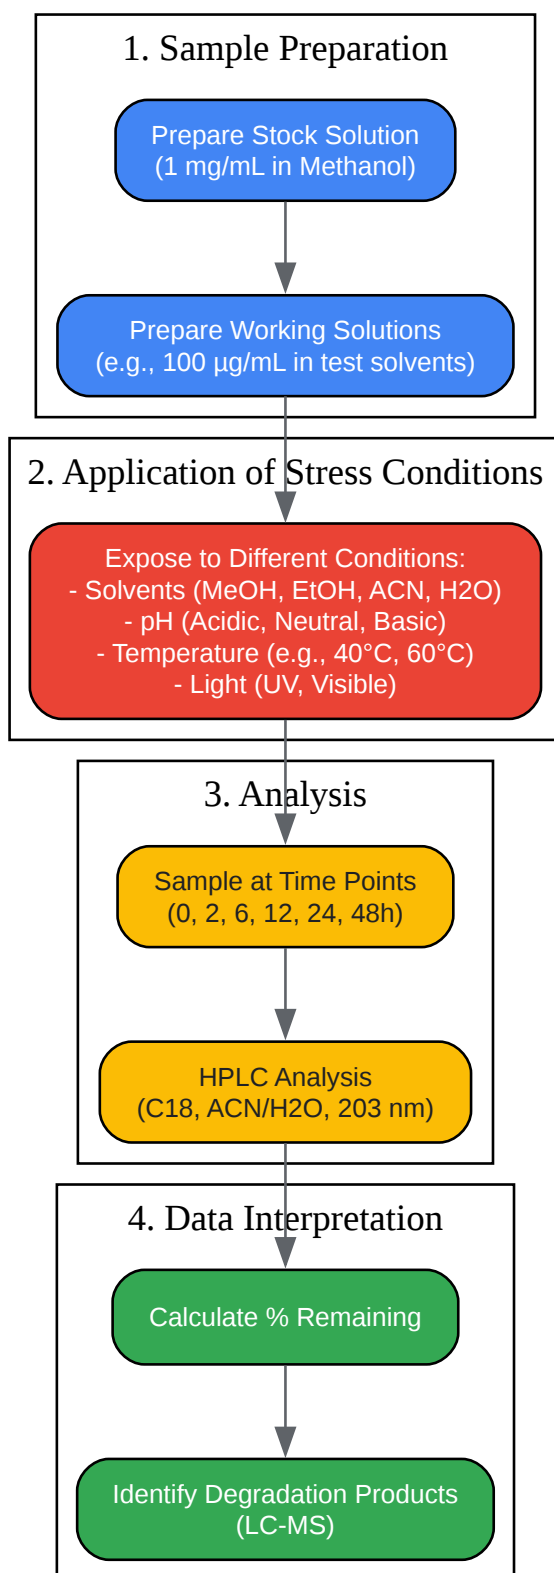 1. Sample Preparation
Prepare Stock Solution
(1 mg/mL in Methanol)
Prepare Working Solutions
(e.g., 100 µg/mL in test solvents)
2. Application of Stress Conditions
Expose to Different Conditions:
- Solvents (MeOH, EtOH, ACN, H2O)
- pH (Acidic, Neutral, Basic)
- Temperature (e.g., 40°C, 60°C)
- Light (UV, Visible)
3. Analysis
Sample at Time Points
(0, 2, 6, 12, 24, 48h)
HPLC Analysis
(C18, ACN/H2O, 203 nm)
4. Data Interpretation
Calculate % Remaining
Identify Degradation Products
(LC-MS)